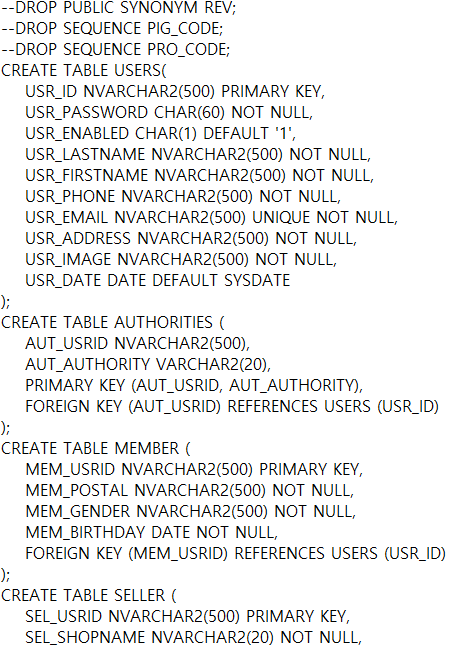 --DROP PUBLIC SYNONYM REV;
--DROP SEQUENCE PIG_CODE;
--DROP SEQUENCE PRO_CODE;
CREATE TABLE USERS(
USR_ID NVARCHAR2(500) PRIMARY KEY,
USR_PASSWORD CHAR(60) NOT NULL,
USR_ENABLED CHAR(1) DEFAULT '1',
USR_LASTNAME NVARCHAR2(500) NOT NULL,
USR_FIRSTNAME NVARCHAR2(500) NOT NULL,
USR_PHONE NVARCHAR2(500) NOT NULL,
USR_EMAIL NVARCHAR2(500) UNIQUE NOT NULL,
USR_ADDRESS NVARCHAR2(500) NOT NULL,
USR_IMAGE NVARCHAR2(500) NOT NULL,
USR_DATE DATE DEFAULT SYSDATE
);
CREATE TABLE AUTHORITIES (
AUT_USRID NVARCHAR2(500),
AUT_AUTHORITY VARCHAR2(20),
PRIMARY KEY (AUT_USRID, AUT_AUTHORITY),
FOREIGN KEY (AUT_USRID) REFERENCES USERS (USR_ID)
);
CREATE TABLE MEMBER (
MEM_USRID NVARCHAR2(500) PRIMARY KEY,
MEM_POSTAL NVARCHAR2(500) NOT NULL,
MEM_GENDER NVARCHAR2(500) NOT NULL,
MEM_BIRTHDAY DATE NOT NULL,
FOREIGN KEY (MEM_USRID) REFERENCES USERS (USR_ID)
);
CREATE TABLE SELLER (
SEL_USRID NVARCHAR2(500) PRIMARY KEY,
SEL_SHOPNAME NVARCHAR2(20) NOT NULL,